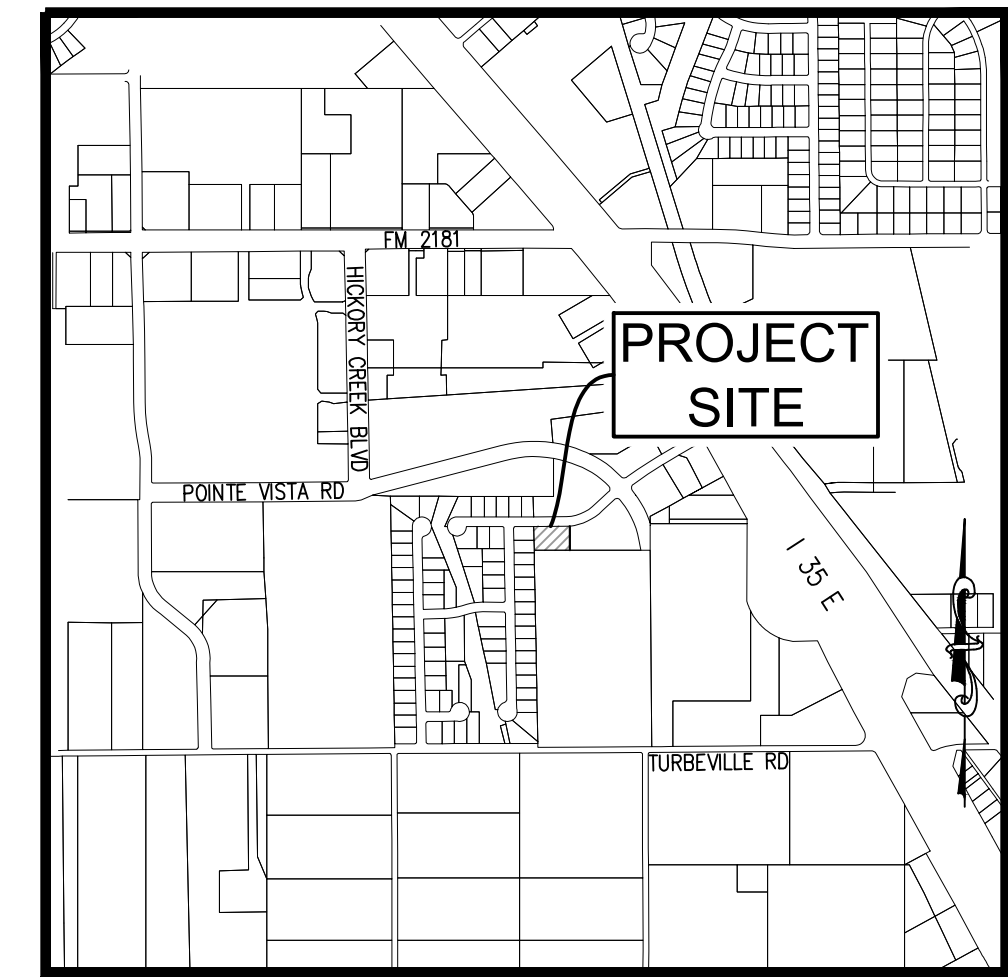 FM 2181
HICKORY CREEK BLVD
PROJECT
SITE
POINTE VISTA RD
I 35 E
TURBEVILLE RD